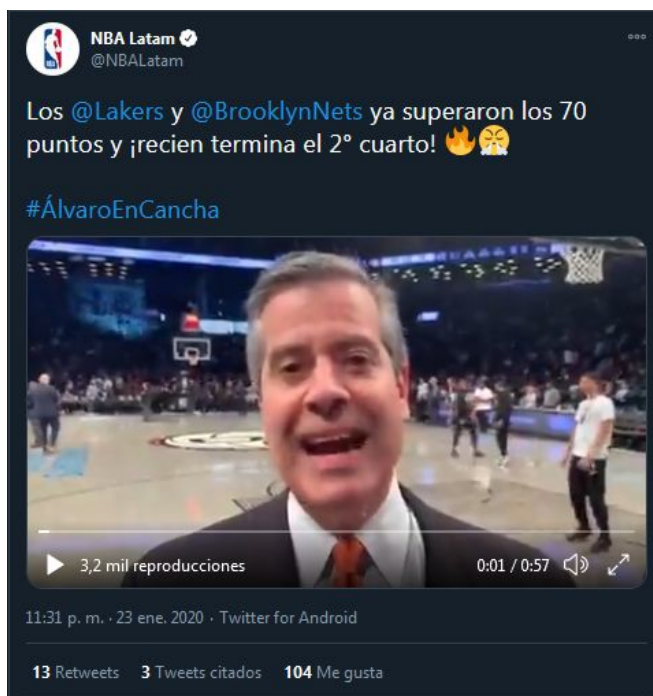 NBA Latam
@NBALatam
Los @Lakers y @BrooklynNets ya superaron los 70
puntos y ¡recien termina el 2° cuarto! 🔥😤
#ÁlvaroEnCancha
3,2 mil reproducciones
0:01 / 0:57
11:31 p. m. · 23 ene. 2020 · Twitter for Android
13 Retweets 3 Tweets citados 104 Me gusta